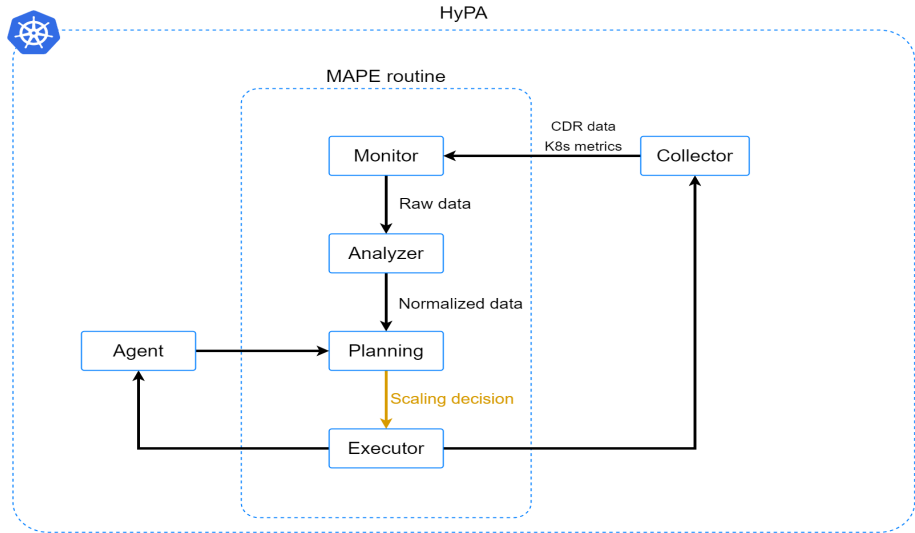 HyPA
MAPE routine
CDR data
K8s metrics
Monitor
Collector
Raw data
Analyzer
Normalized data
Agent
Planning
Scaling decision
Executor